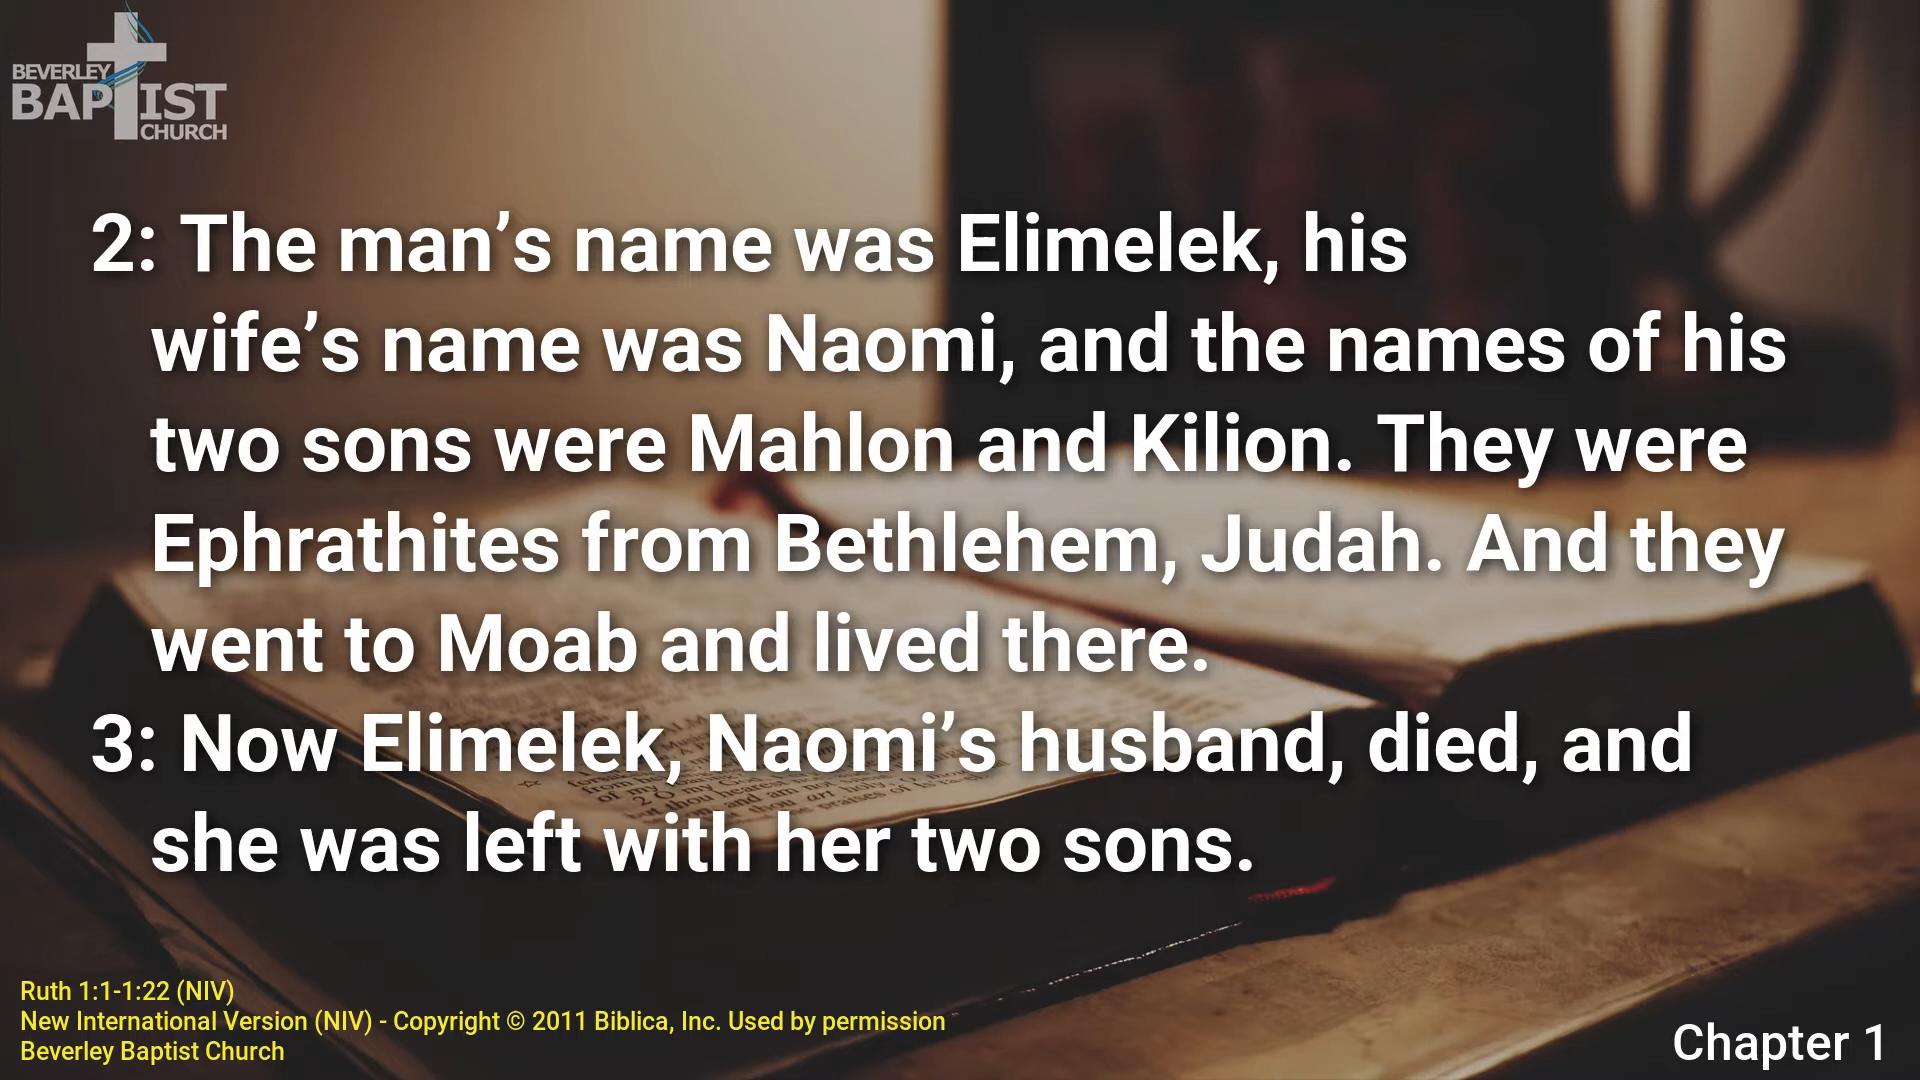 BEVERLEY
BAPTIST
CHURCH
2: The man’s name was Elimelek, his
wife’s name was Naomi, and the names of his
two sons were Mahlon and Kilion. They were
Ephrathites from Bethlehem, Judah. And they
went to Moab and lived there.
3: Now Elimelek, Naomi’s husband, died, and
she was left with her two sons.
Ruth 1:1-1:22 (NIV)
New International Version (NIV) - Copyright © 2011 Biblica, Inc. Used by permission
Beverley Baptist Church
Chapter 1